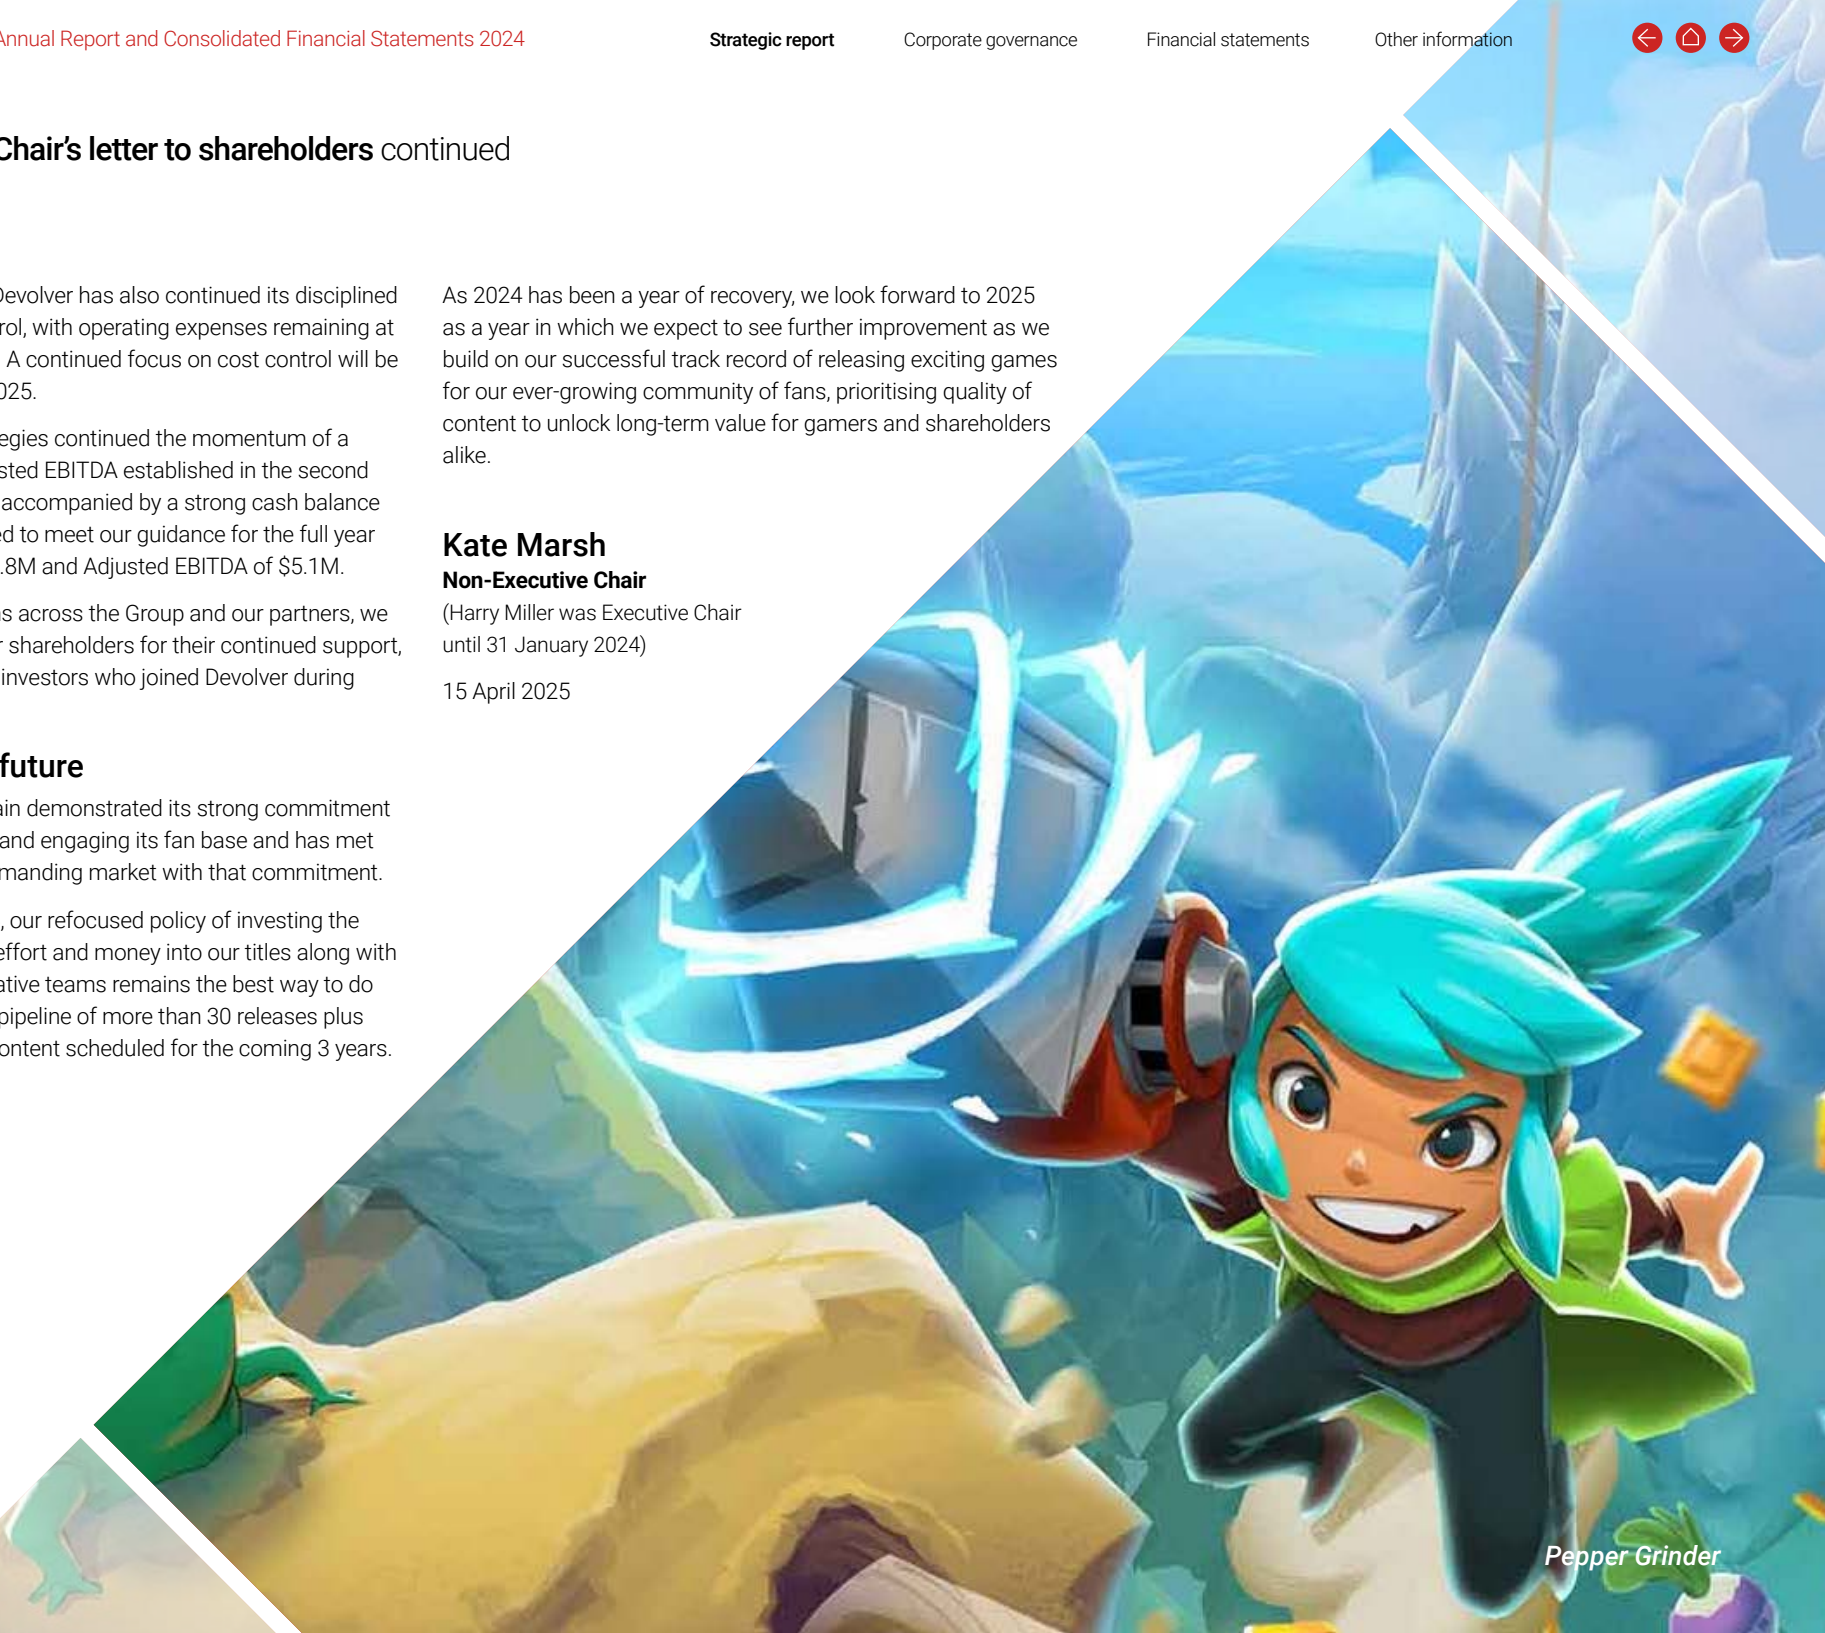 Annual Report and Consolidated Financial Statements 2024
Strategic report
Corporate governance
Financial statements
Other information
Chair's letter to shareholders continued
Devolver has also continued its disciplined
rol, with operating expenses remaining at
A continued focus on cost control will be
025.
egies continued the momentum of a
sted EBITDA established in the second
accompanied by a strong cash balance
ed to meet our guidance for the full year
.8M and Adjusted EBITDA of $5.1M.
ns across the Group and our partners, we
r shareholders for their continued support,
investors who joined Devolver during
future
ain demonstrated its strong commitment
and engaging its fan base and has met
manding market with that commitment.
, our refocused policy of investing the
effort and money into our titles along with
ative teams remains the best way to do
pipeline of more than 30 releases plus
ontent scheduled for the coming 3 years.
As 2024 has been a year of recovery, we look forward to 2025
as a year in which we expect to see further improvement as we
build on our successful track record of releasing exciting games
for our ever-growing community of fans, prioritising quality of
content to unlock long-term value for gamers and shareholders
alike.
Kate Marsh
Non-Executive Chair
(Harry Miller was Executive Chair
until 31 January 2024)
15 April 2025
Pepper Grinder